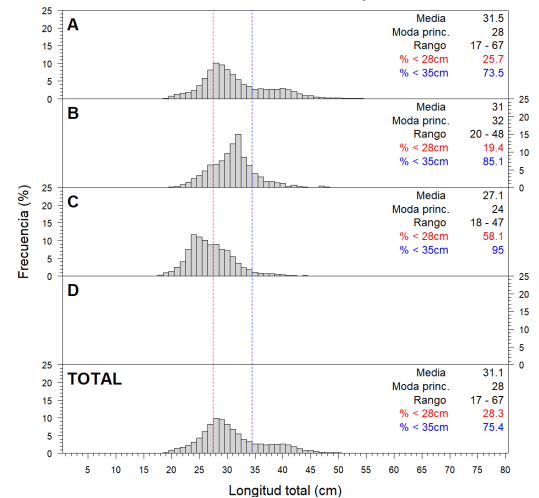 25
20
15
10
5
0
A
Media 31.5
Moda princ. 28
Rango 17 - 67
% < 28cm 25.7
% < 35cm 73.5
B
Media 31
Moda princ. 32
Rango 20 - 48
% < 28cm 19.4
% < 35cm 85.1
25
20
15
10
5
0
Frecuencia (%)
25
20
15
10
5
0
C
Media 27.1
Moda princ. 24
Rango 18 - 47
% < 28cm 58.1
% < 35cm 95
D
25
20
15
10
5
0
25
20
15
10
5
0
TOTAL
Media 31.1
Moda princ. 28
Rango 17 - 67
% < 28cm 28.3
% < 35cm 75.4
5 10 15 20 25 30 35 40 45 50 55 60 65 70 75 80
Longitud total (cm)